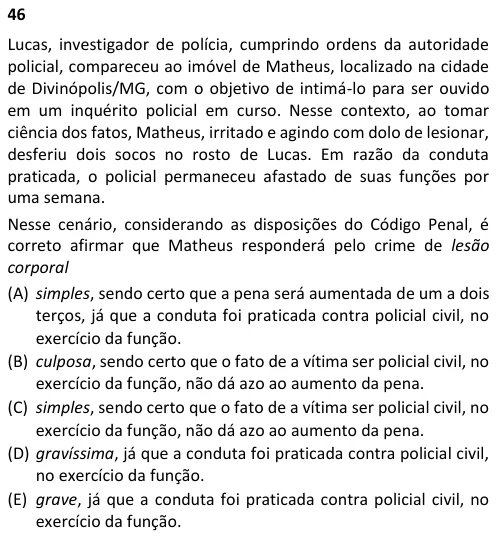 46
Lucas, investigador de polícia, cumprindo ordens da autoridade
policial, compareceu ao imóvel de Matheus, localizado na cidade
de Divinópolis/MG, com o objetivo de intimá-lo para ser ouvido
em um inquérito policial em curso. Nesse contexto, ao tomar
ciência dos fatos, Matheus, irritado e agindo com dolo de lesionar,
desferiu dois socos no rosto de Lucas. Em razão da conduta
praticada, o policial permaneceu afastado de suas funções por
uma semana.
Nesse cenário, considerando as disposições do Código Penal, é
correto afirmar que Matheus responderá pelo crime de lesão
corporal
(A) simples, sendo certo que a pena será aumentada de um a dois
terços, já que a conduta foi praticada contra policial civil, no
exercício da função.
(B) culposa, sendo certo que o fato de a vítima ser policial civil, no
exercício da função, não dá azo ao aumento da pena.
(C) simples, sendo certo que o fato de a vítima ser policial civil, no
exercício da função, não dá azo ao aumento da pena.
(D) gravíssima, já que a conduta foi praticada contra policial civil,
no exercício da função.
(E) grave, já que a conduta foi praticada contra policial civil, no
exercício da função.